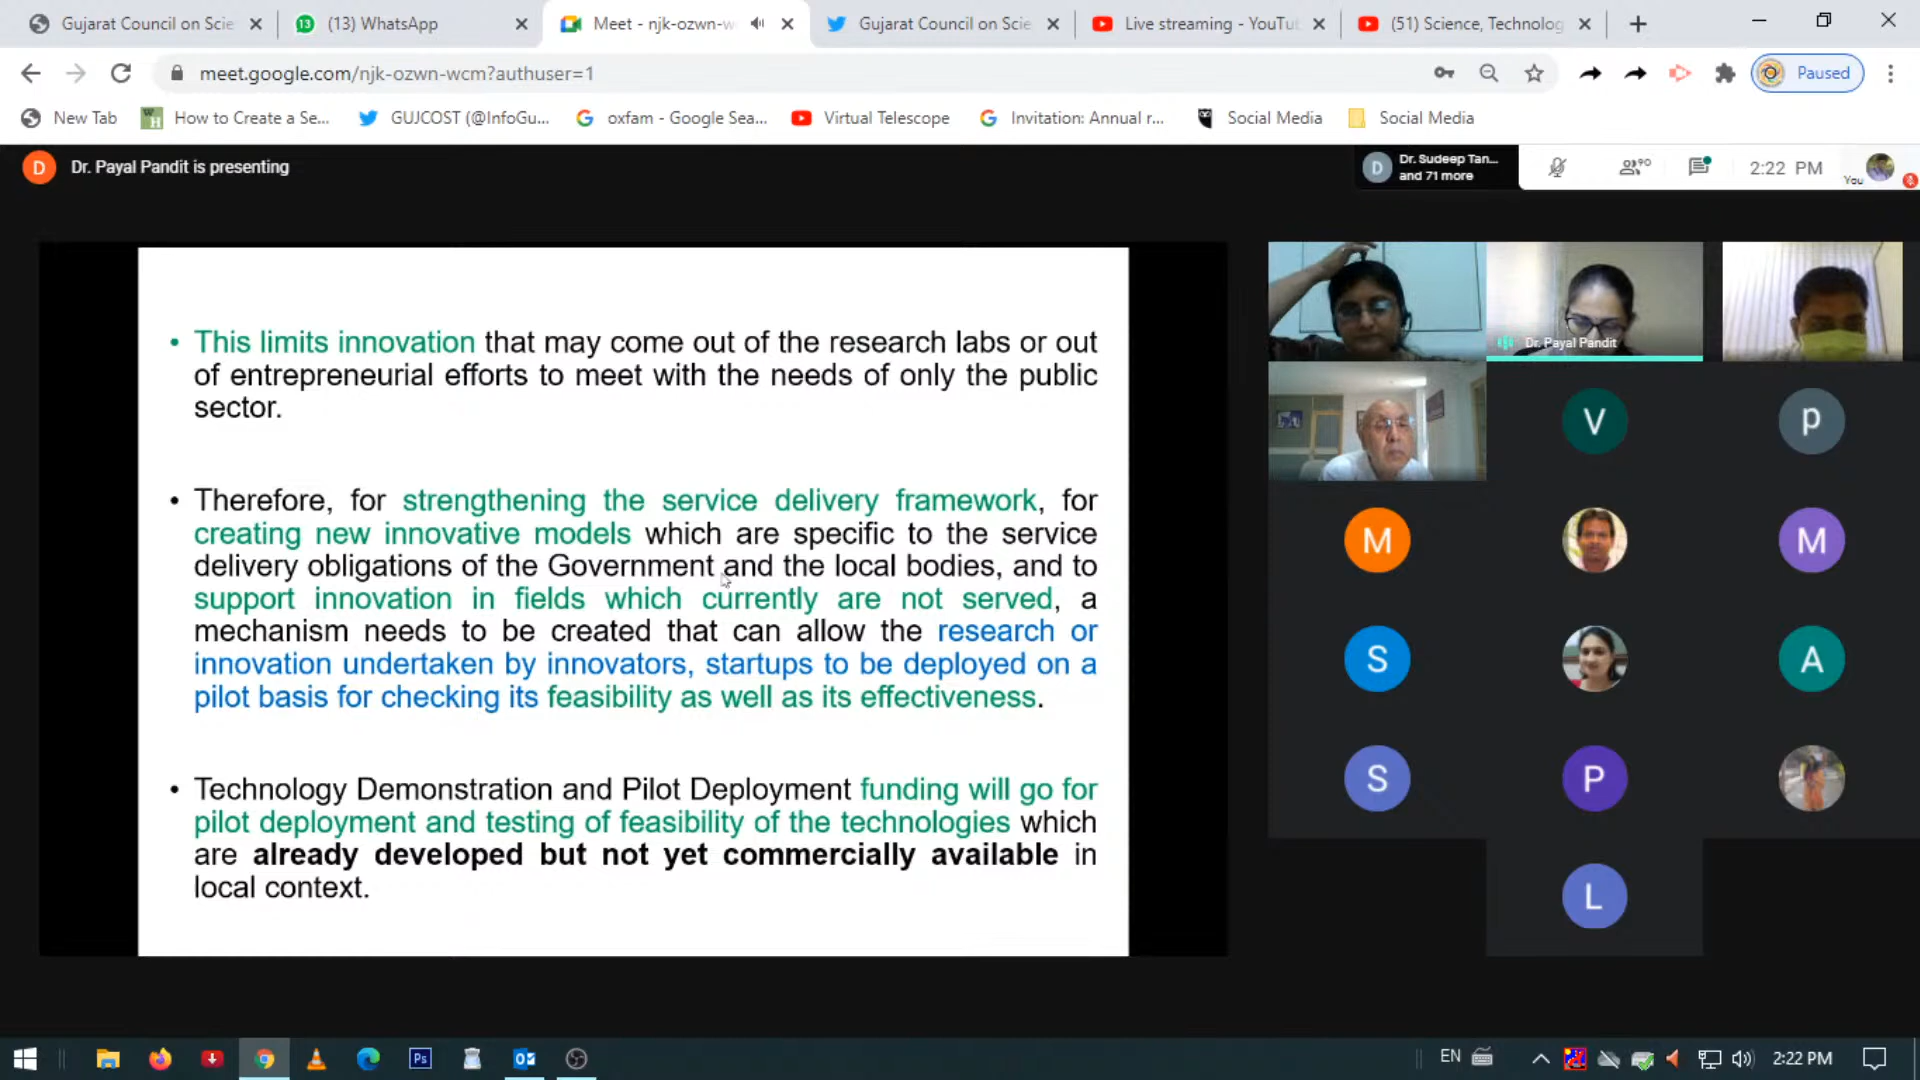 Gujarat Council on Scie
(13) WhatsApp
Meet - njk-ozwn-w
Gujarat Council on Scie
Live streaming - YouTu
(51) Science, Technolog
meet.google.com/njk-ozwn-wcm?authuser=1
Paused
New Tab
How to Create a Se...
GUJCOST (@InfoGu...
oxfam - Google Sea...
Virtual Telescope
Invitation: Annual r...
Social Media
Social Media
D
Dr. Payal Pandit is presenting
D
Dr. Sudeep Tan...
and 71 more
90
2:22 PM
You
• This limits innovation that may come out of the research labs or out
of entrepreneurial efforts to meet with the needs of only the public
sector.
• Therefore, for strengthening the service delivery framework, for
creating new innovative models which are specific to the service
delivery obligations of the Government and the local bodies, and to
support innovation in fields which currently are not served, a
mechanism needs to be created that can allow the research or
innovation undertaken by innovators, startups to be deployed on a
pilot basis for checking its feasibility as well as its effectiveness.
• Technology Demonstration and Pilot Deployment funding will go for
pilot deployment and testing of feasibility of the technologies which
are already developed but not yet commercially available in
local context.
Dr. Payal Pandit
V
p
M
M
S
A
S
P
L
Ps
EN
2:22 PM